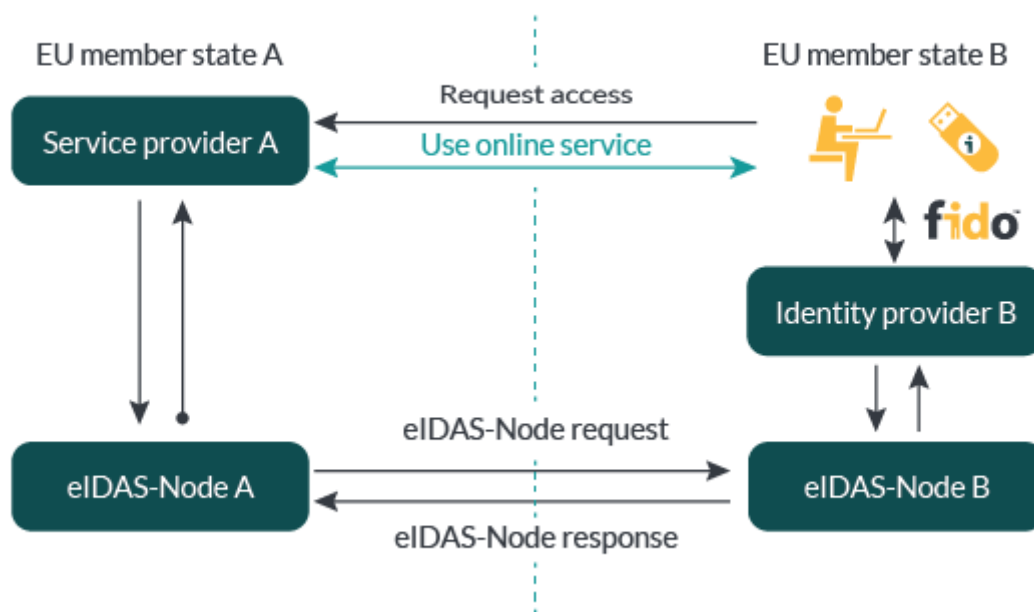 EU member state A
EU member state B
Request access
Service provider A
Use online service
i
fido™
Identity provider B
eIDAS-Node request
eIDAS-Node A
eIDAS-Node B
eIDAS-Node response